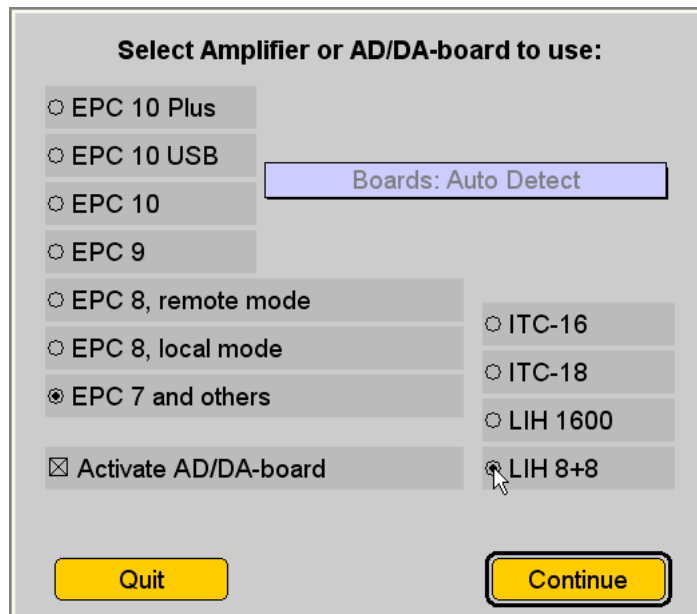 Select Amplifier or AD/DA-board to use:
EPC 10 Plus
EPC 10 USB
Boards: Auto Detect
EPC 10
EPC 9
EPC 8, remote mode
EPC 8, local mode
EPC 7 and others
ITC-16
ITC-18
LIH 1600
Activate AD/DA-board
LIH 8+8
Quit
Continue